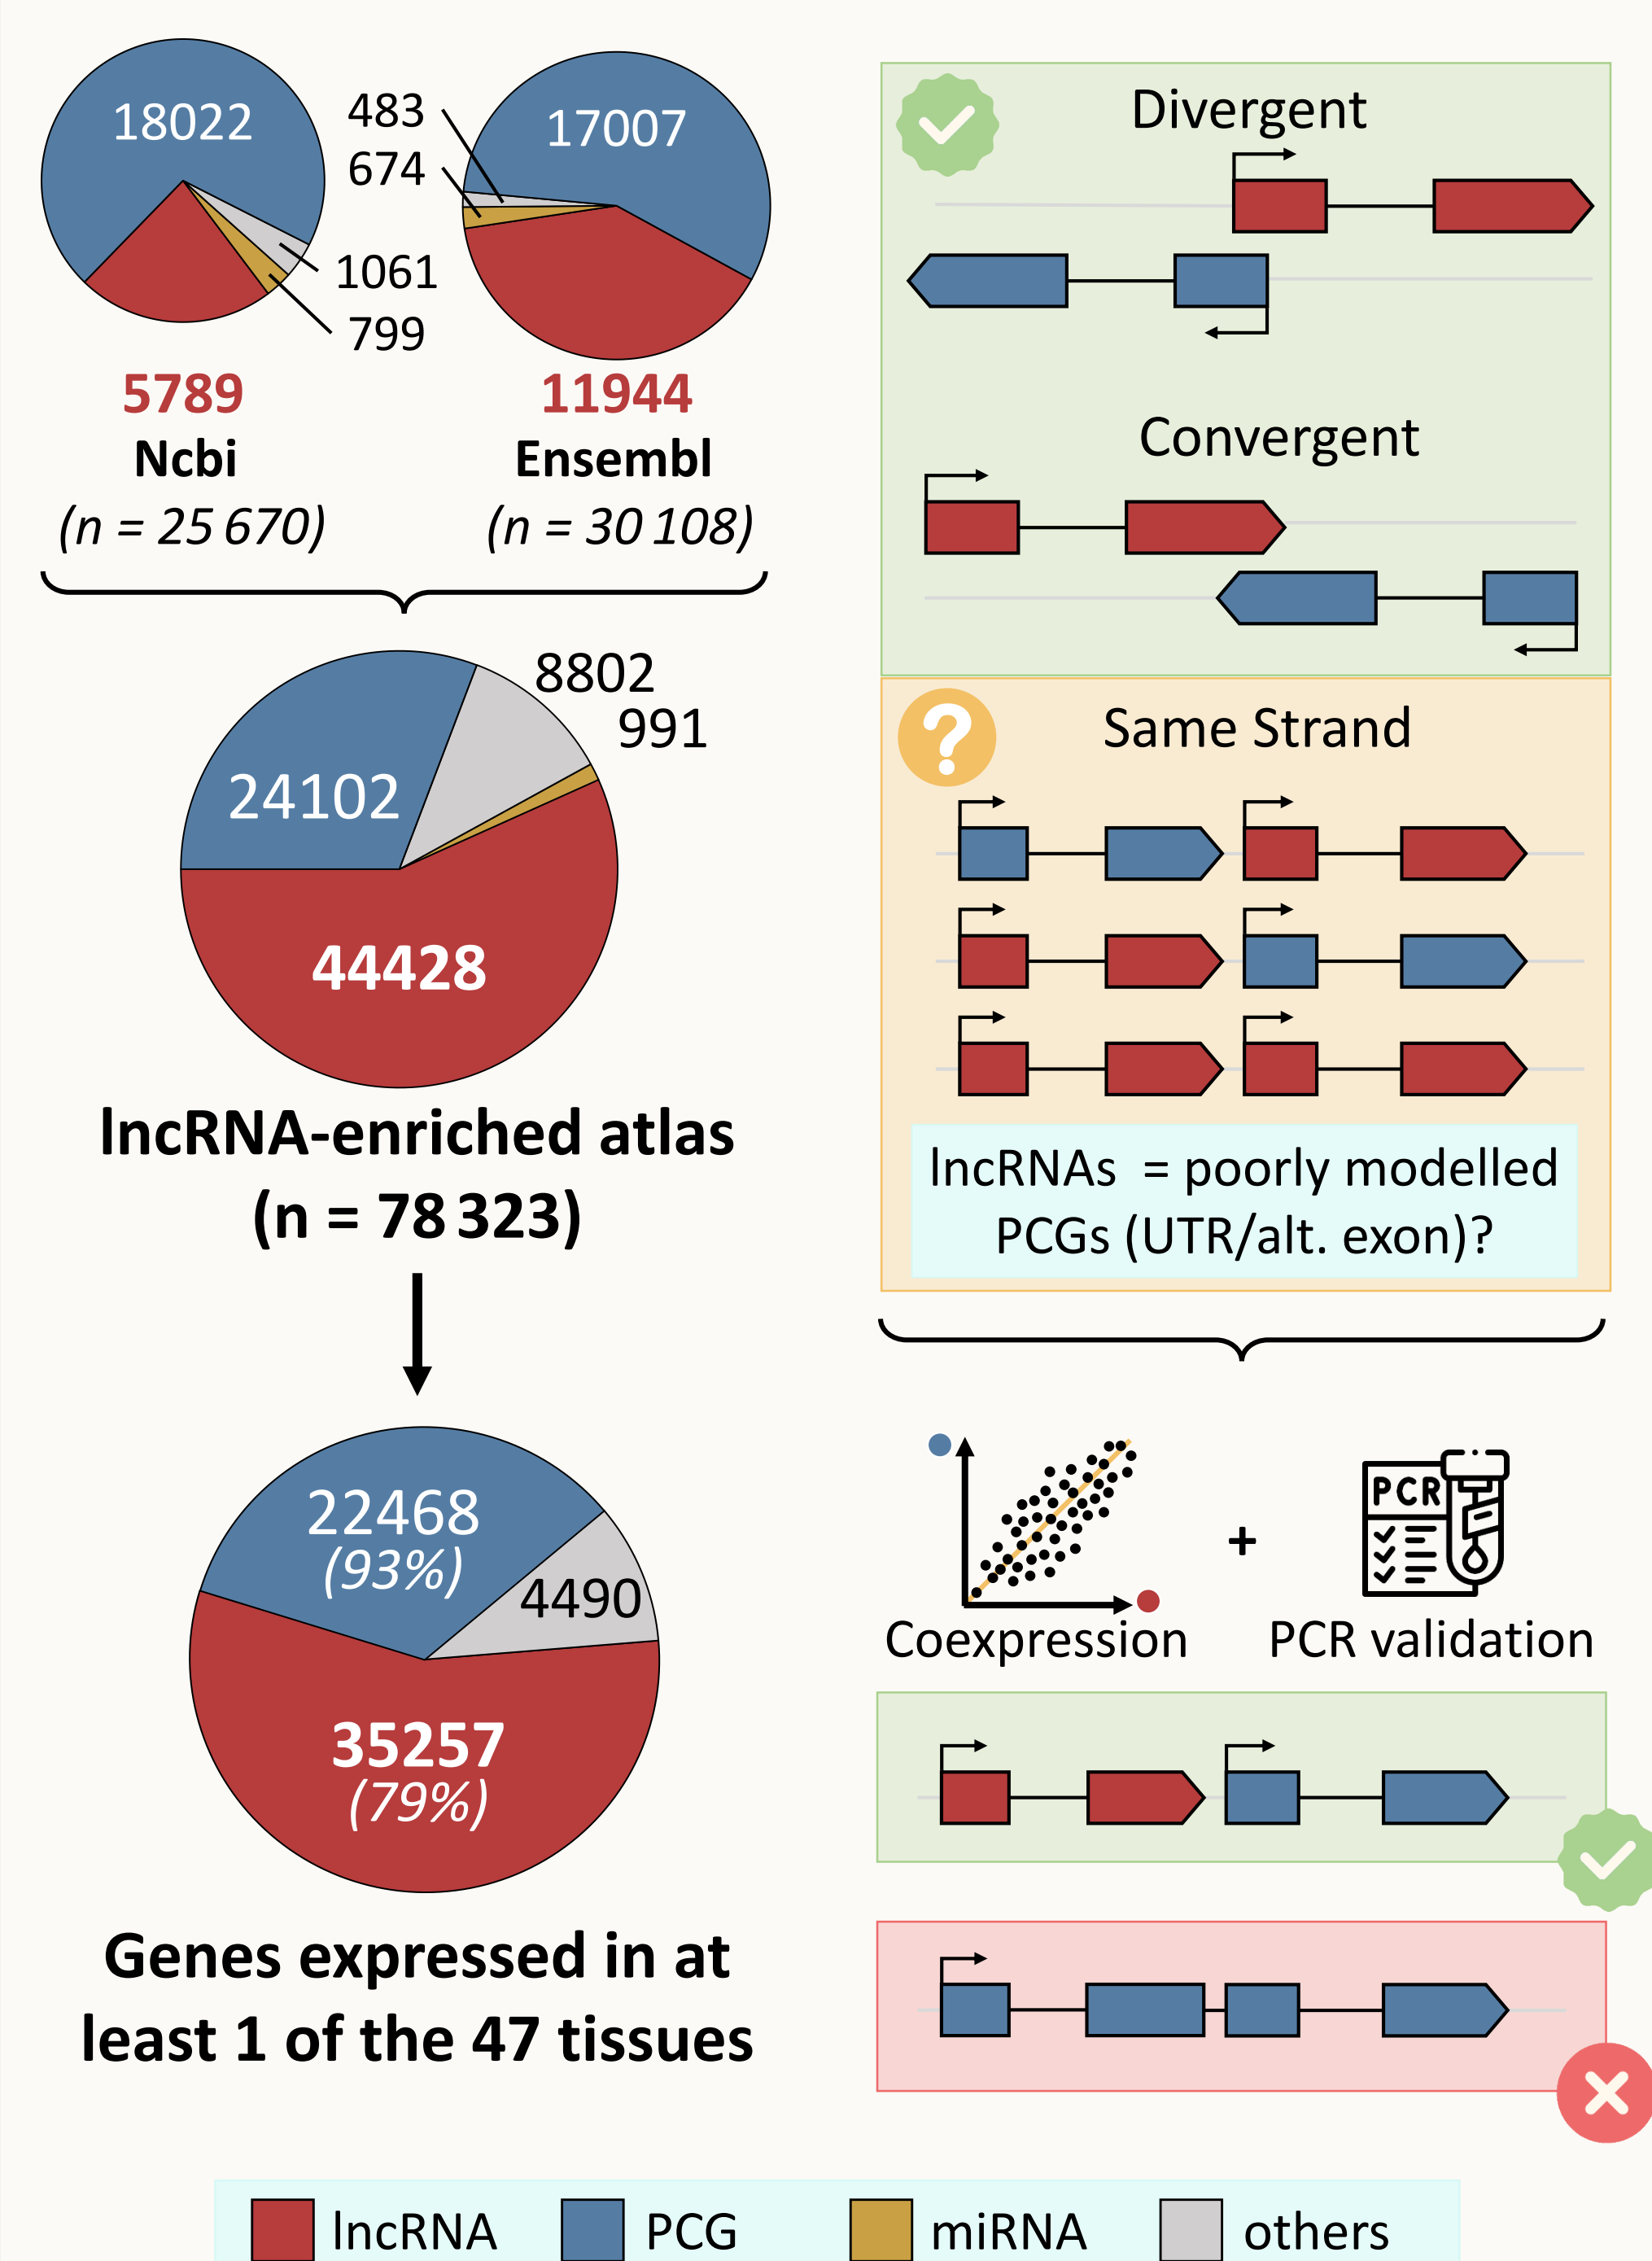 18022
483
674
17007
1061
799
5789
11944
Ncbi
Ensembl
(n = 25 670)
(n = 30 108)
8802
991
24102
44428
lncRNA-enriched atlas
(n = 78 323)
22468
(93%)
4490
35257
(79%)
Genes expressed in at
least 1 of the 47 tissues
Divergent
Convergent
?
Same Strand
lncRNAs = poorly modelled
PCGs (UTR/alt. exon)?
+
PCR
Coexpression
PCR validation
lncRNA
PCG
miRNA
others